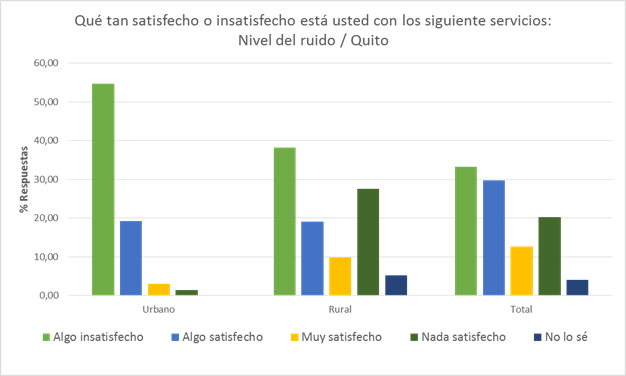 Qué tan satisfecho o insatisfecho está usted con los siguiente servicios:
Nivel del ruido / Quito
60,00
50,00
40,00
30,00
20,00
10,00
0,00
% Respuestas
Urbano Rural Total
Algo insatisfecho Algo satisfecho Muy satisfecho Nada satisfecho No lo sé